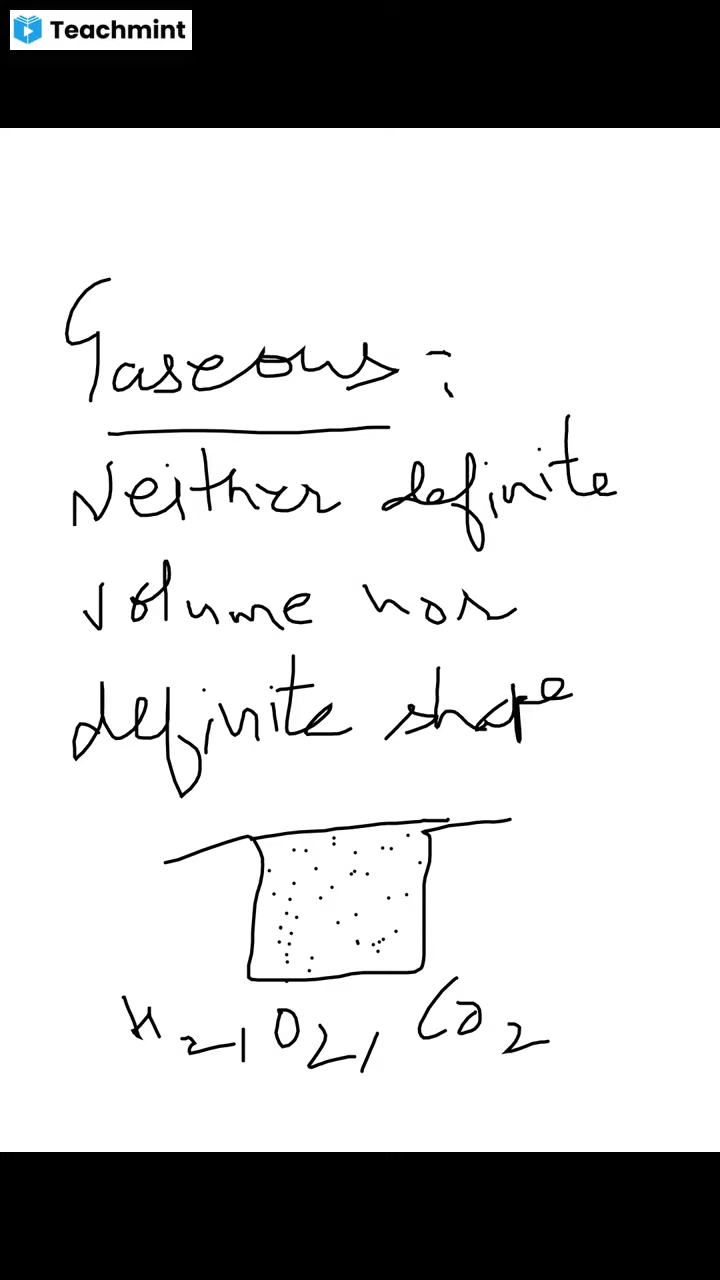 Teachmint
Gaseous :
Neither definite
volume nor
definite shape
H2, O2, CO2